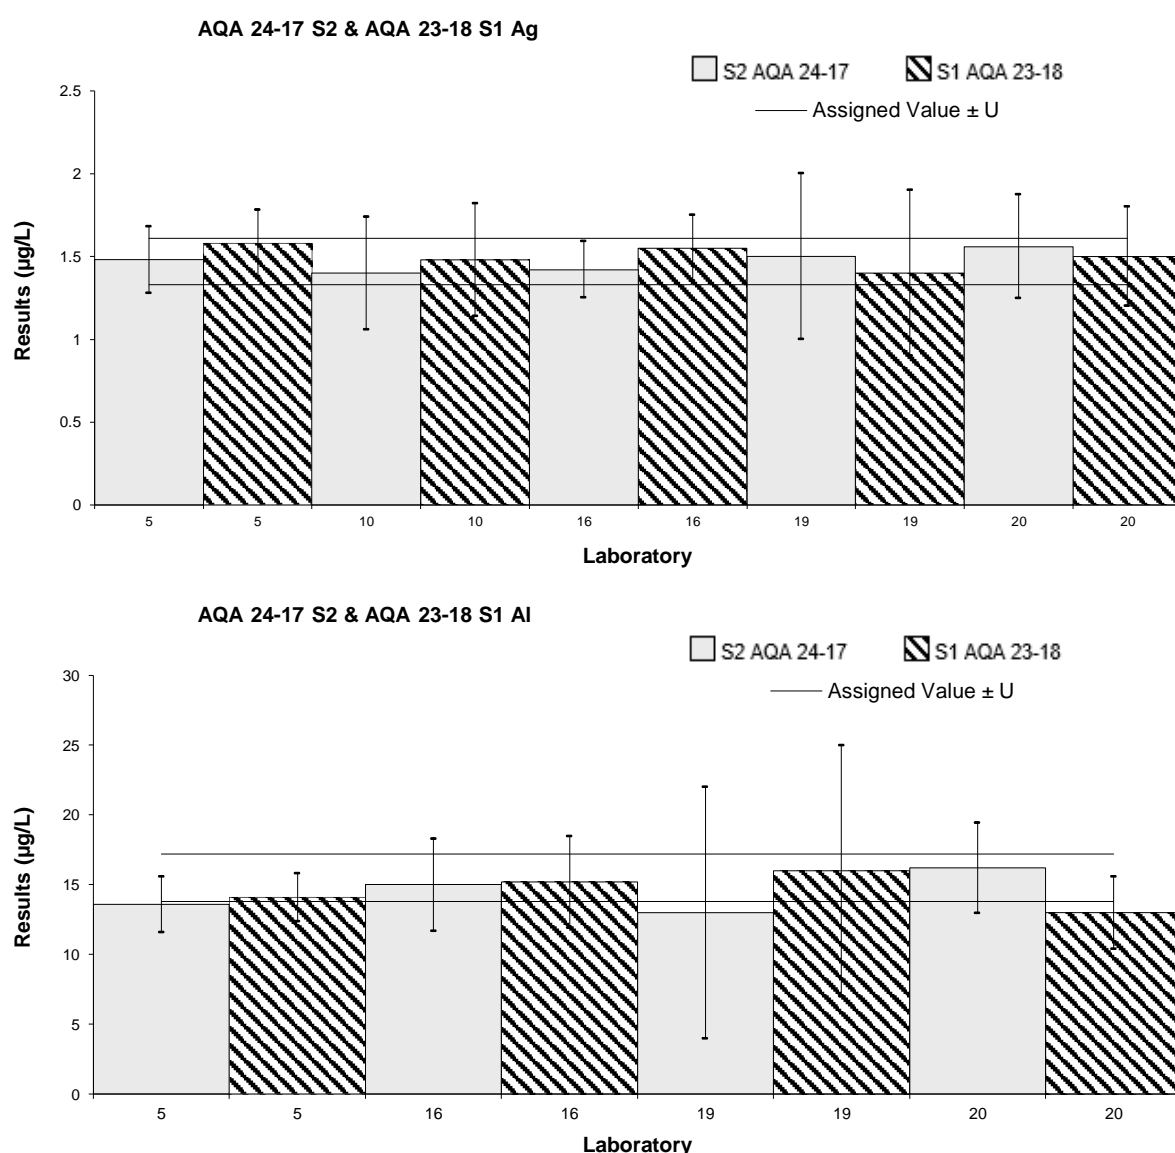 AQA 24-17 S2 & AQA 23-18 S1 Ag
S2 AQA 24-17 S1 AQA 23-18
Assigned Value ± U
Results (µg/L)
2.5
2
1.5
1
0.5
0
5 5 10 10 16 16 19 19 20 20
Laboratory
AQA 24-17 S2 & AQA 23-18 S1 Al
S2 AQA 24-17 S1 AQA 23-18
Assigned Value ± U
Results (µg/L)
30
25
20
15
10
5
0
5 5 16 16 19 19 20 20
Laboratory